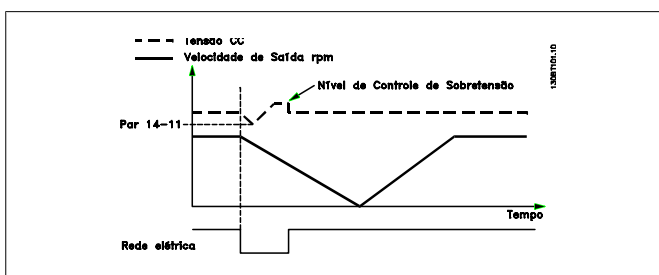 Tensão CC
Velocidade de Saída rpm
Nível de Controle de Sobretensão
Par 14-11
Tempo
Rede elétrica
130BT101.10